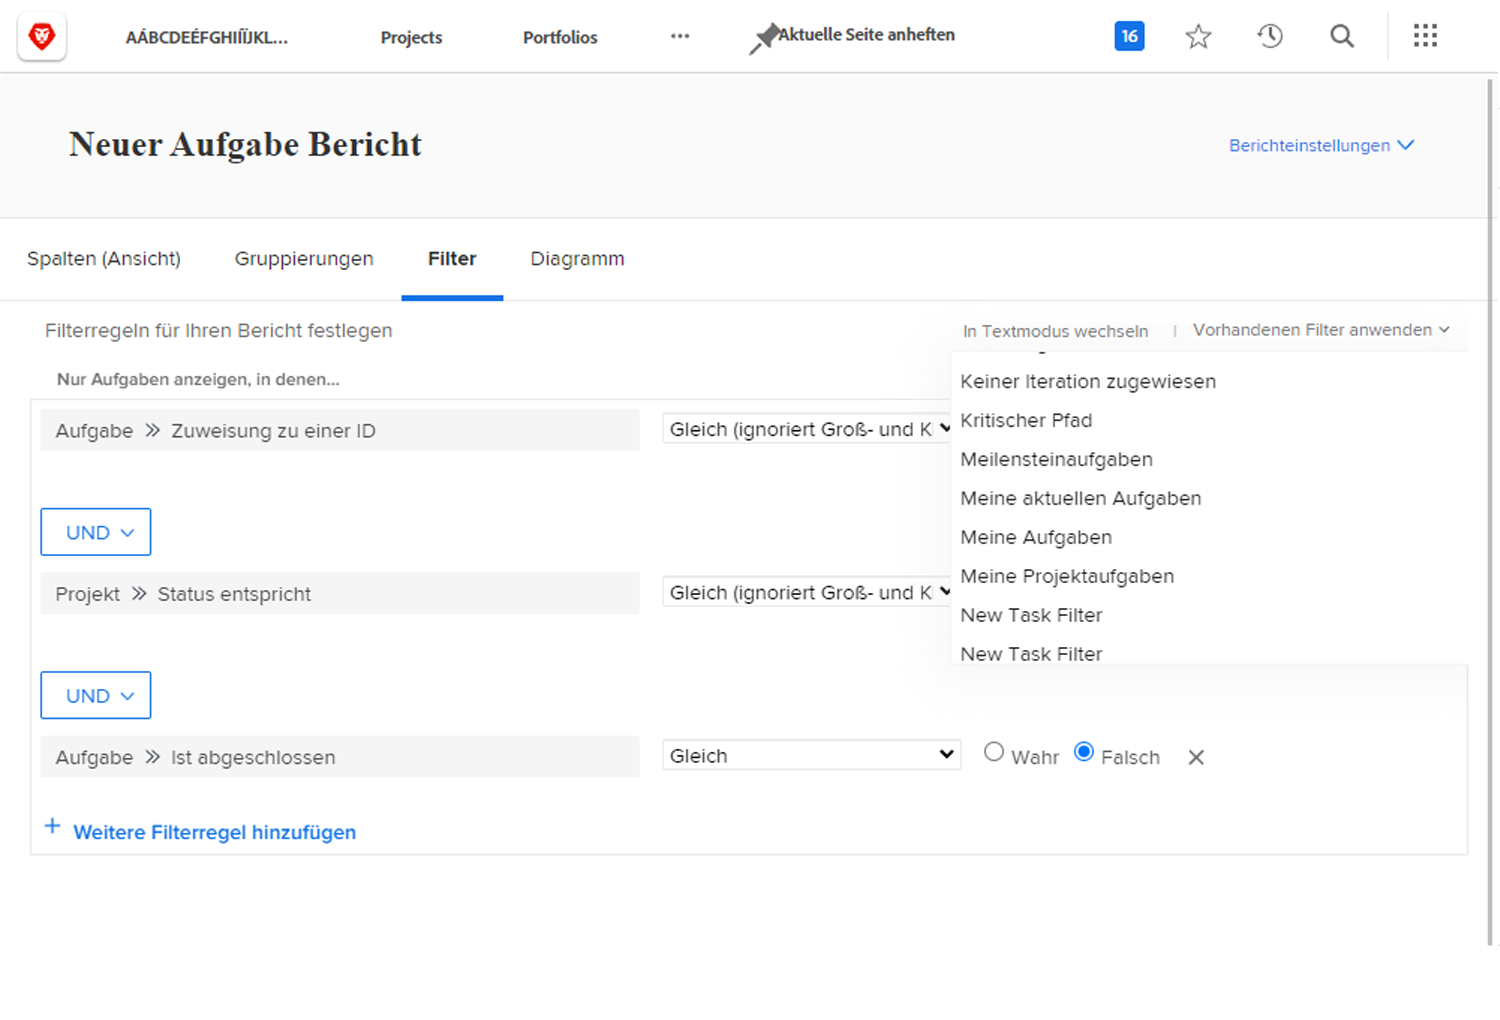 AÁBCDEÉFGHIÍÏJKL...
Projects
Portfolios
Aktuelle Seite anheften
16
Neuer Aufgabe Bericht
Berichteinstellungen
Spalten (Ansicht)
Gruppierungen
Filter
Diagramm
Filterregeln für Ihren Bericht festlegen
In Textmodus wechseln
Vorhandenen Filter anwenden
Nur Aufgaben anzeigen, in denen...
Keiner Iteration zugewiesen
Kritischer Pfad
Meilensteinaufgaben
Meine aktuellen Aufgaben
Meine Aufgaben
Meine Projektaufgaben
New Task Filter
New Task Filter
Aufgabe >> Zuweisung zu einer ID
Gleich (ignoriert Groß- und K
UND
Projekt >> Status entspricht
Gleich (ignoriert Groß- und K
UND
Aufgabe >> Ist abgeschlossen
Gleich
Wahr
Falsch
+ Weitere Filterregel hinzufügen